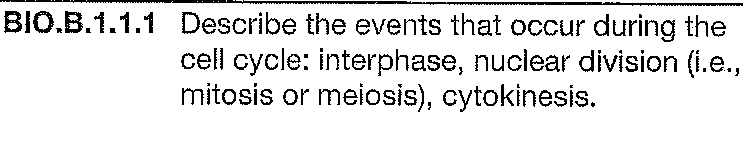 BIO.B.1.1.1 Describe the events that occur during the
cell cycle: interphase, nuclear division (i.e.,
mitosis or meiosis), cytokinesis.